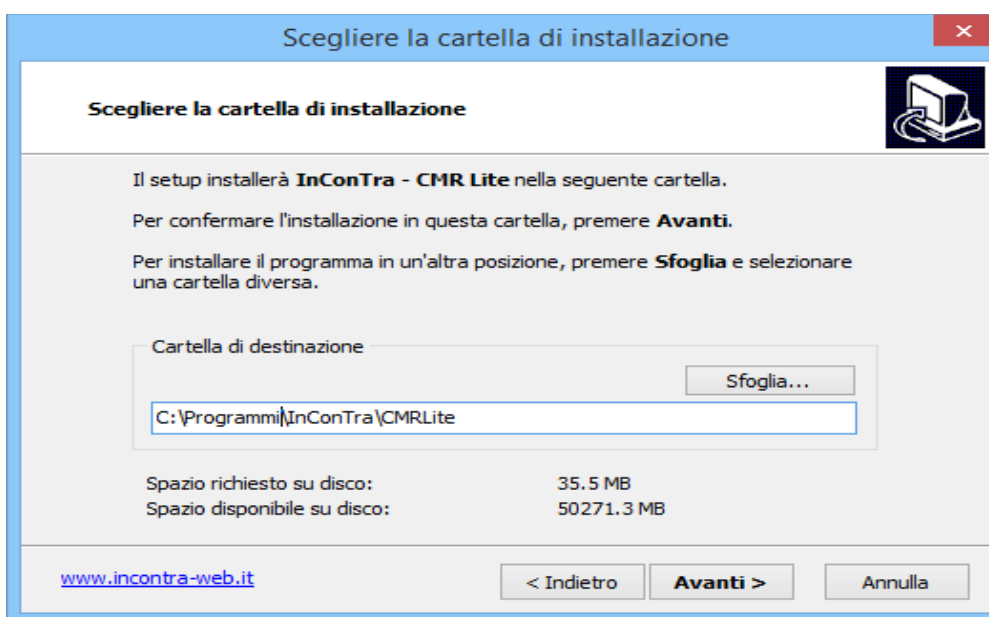 Scegliere la cartella di installazione
Scegliere la cartella di installazione
Il setup installerà InConTra - CMR Lite nella seguente cartella.
Per confermare l'installazione in questa cartella, premere Avanti.
Per installare il programma in un'altra posizione, premere Sfoglia e selezionare
una cartella diversa.
Cartella di destinazione
Sfoglia...
C:\Programmi\InConTra\CMRLite
Spazio richiesto su disco: 35.5 MB
Spazio disponibile su disco: 50271.3 MB
www.incontra-web.it < Indietro Avanti > Annulla